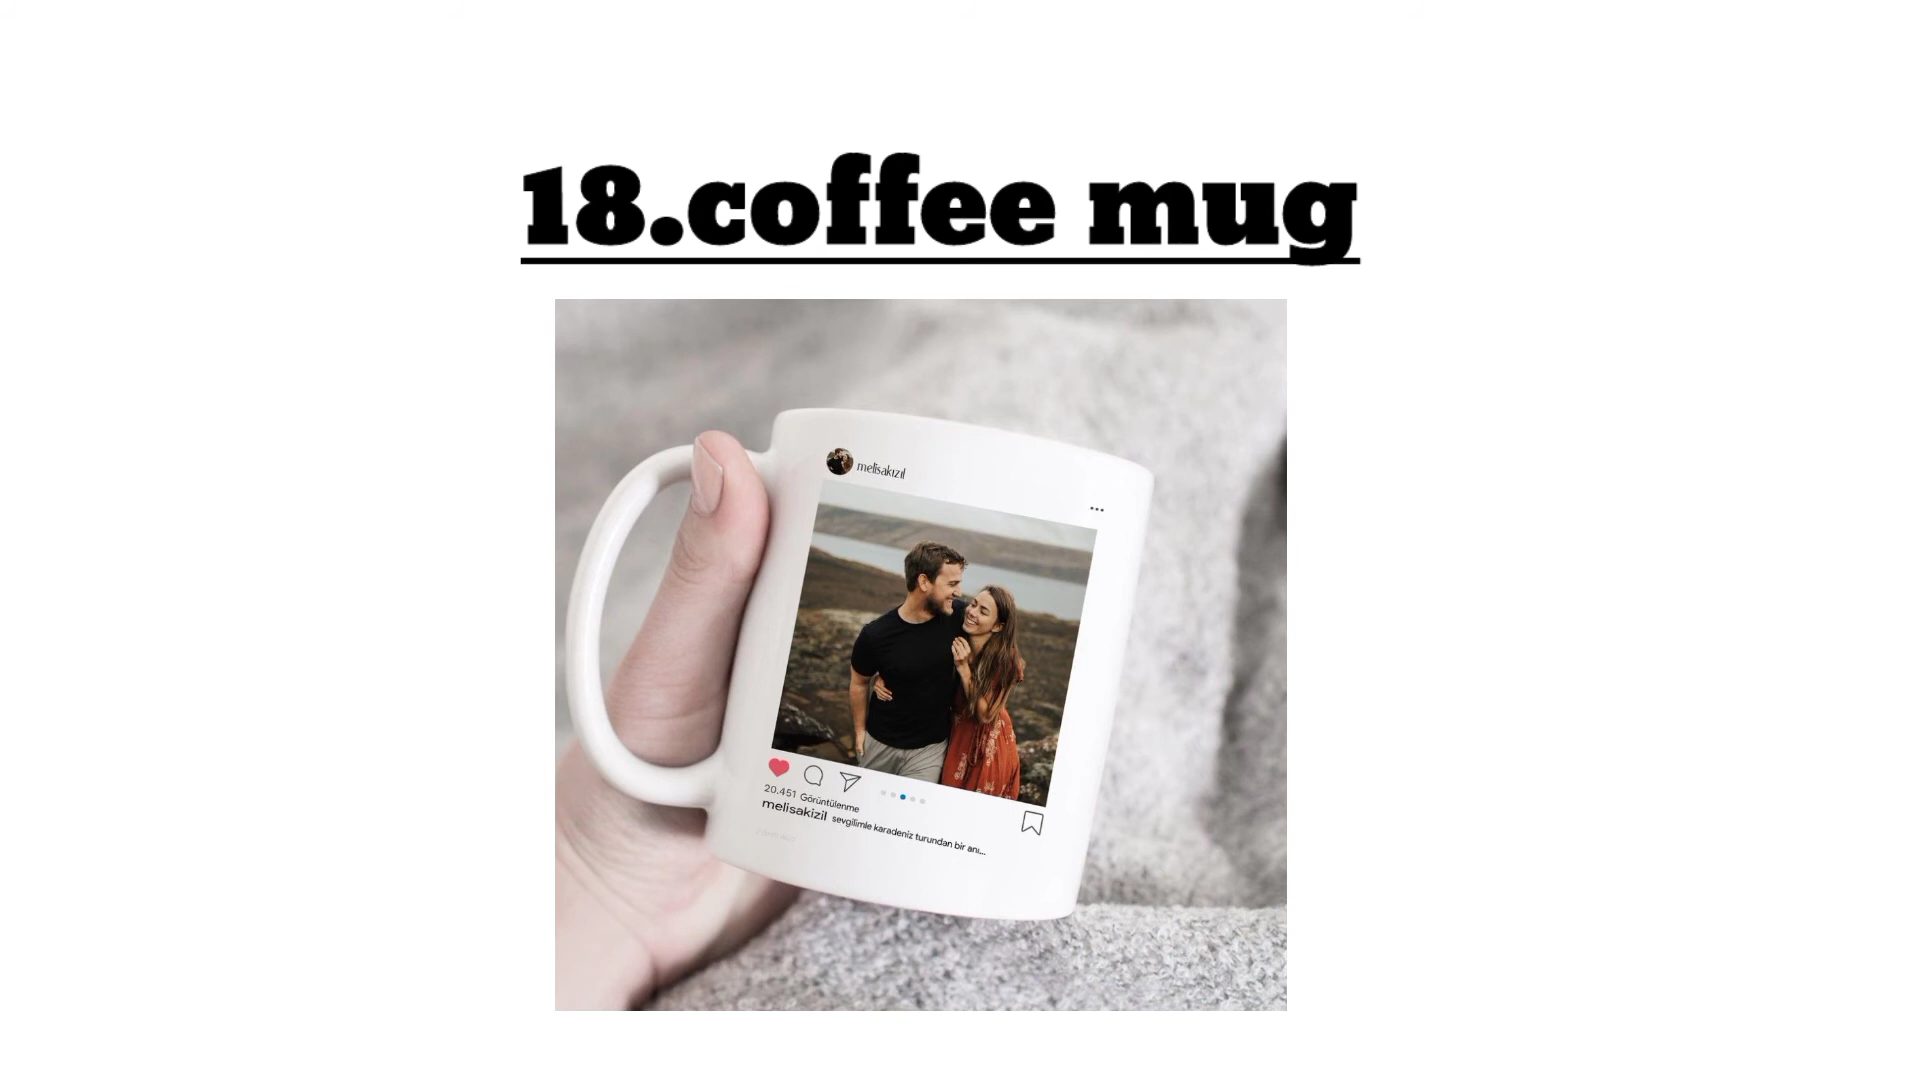 18.coffee mug
melisakızıl
20.451 Görüntülenme
melisakizil sevgilimle karadeniz turundan bir anı...